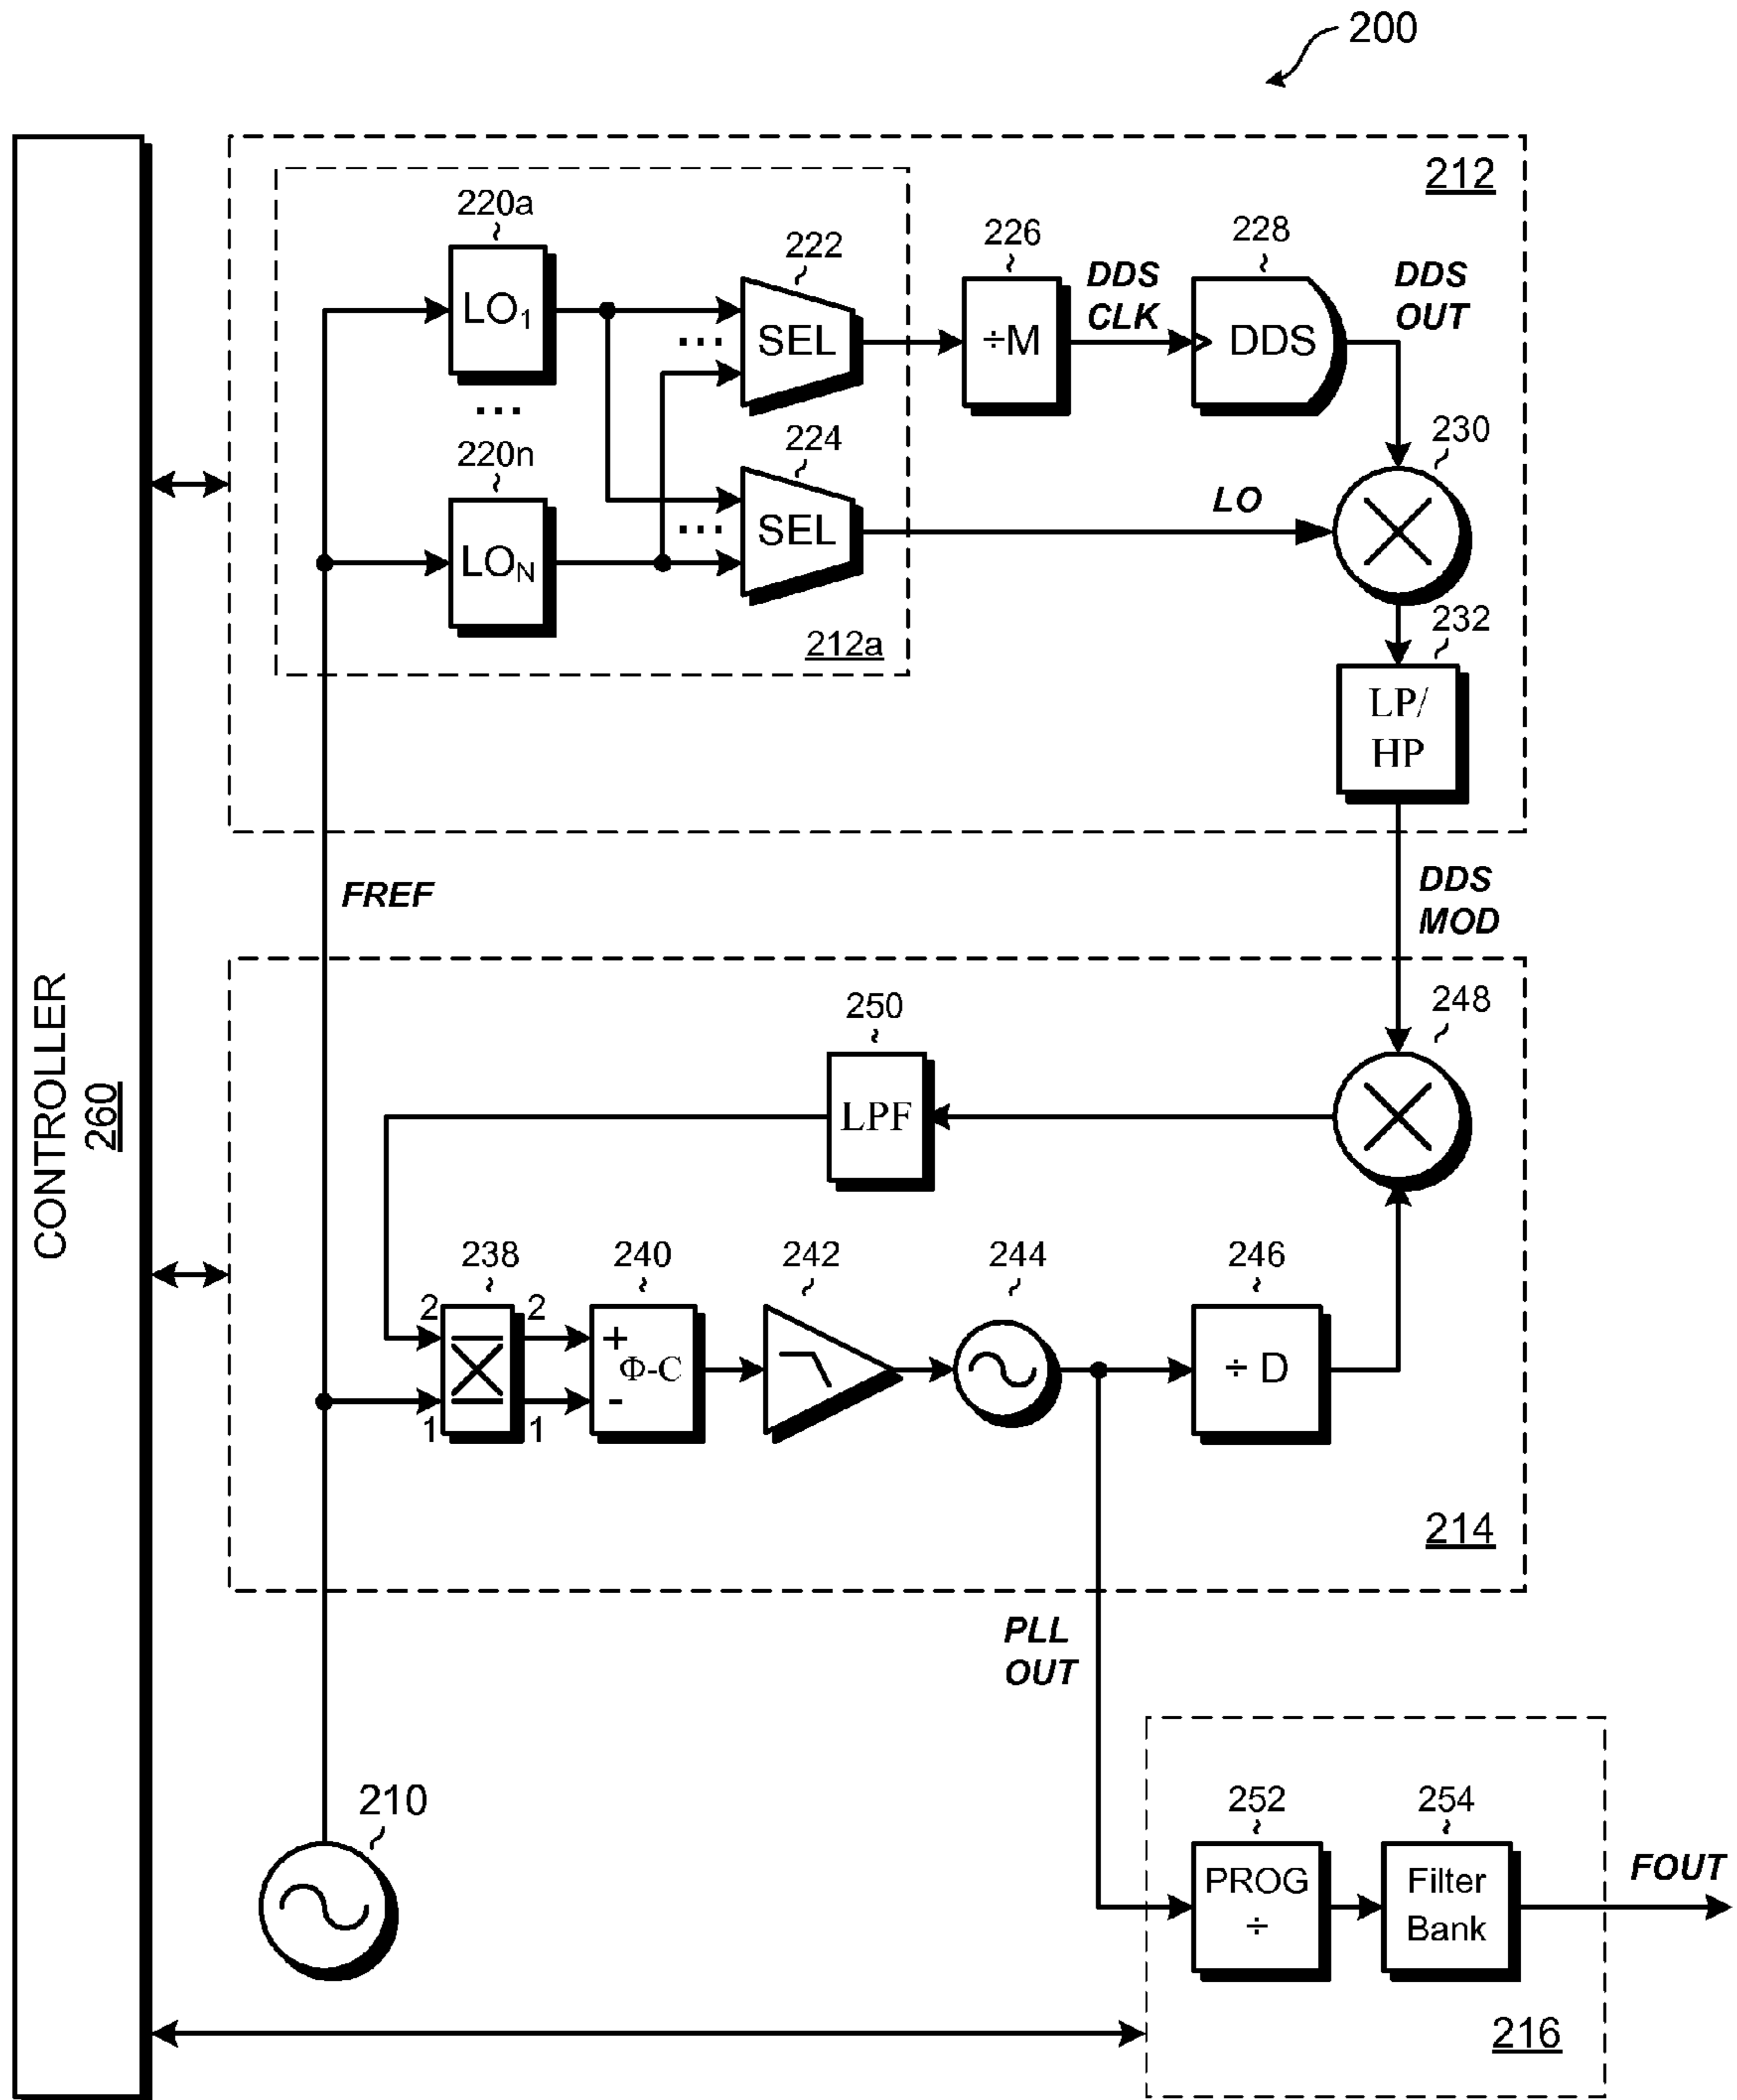 200
212
220a
LO1
...
220n
LON
222
SEL
...
224
SEL
...
212a
226
÷M
DDS
CLK
228
DDS
DDS
OUT
230
LO
232
LP/
HP
FREF
DDS
MOD
CONTROLLER
260
250
LPF
248
238
2
2
1
1
240
+
Φ-C
-
242
244
246
÷ D
214
PLL
OUT
210
252
PROG
÷
254
Filter
Bank
FOUT
216